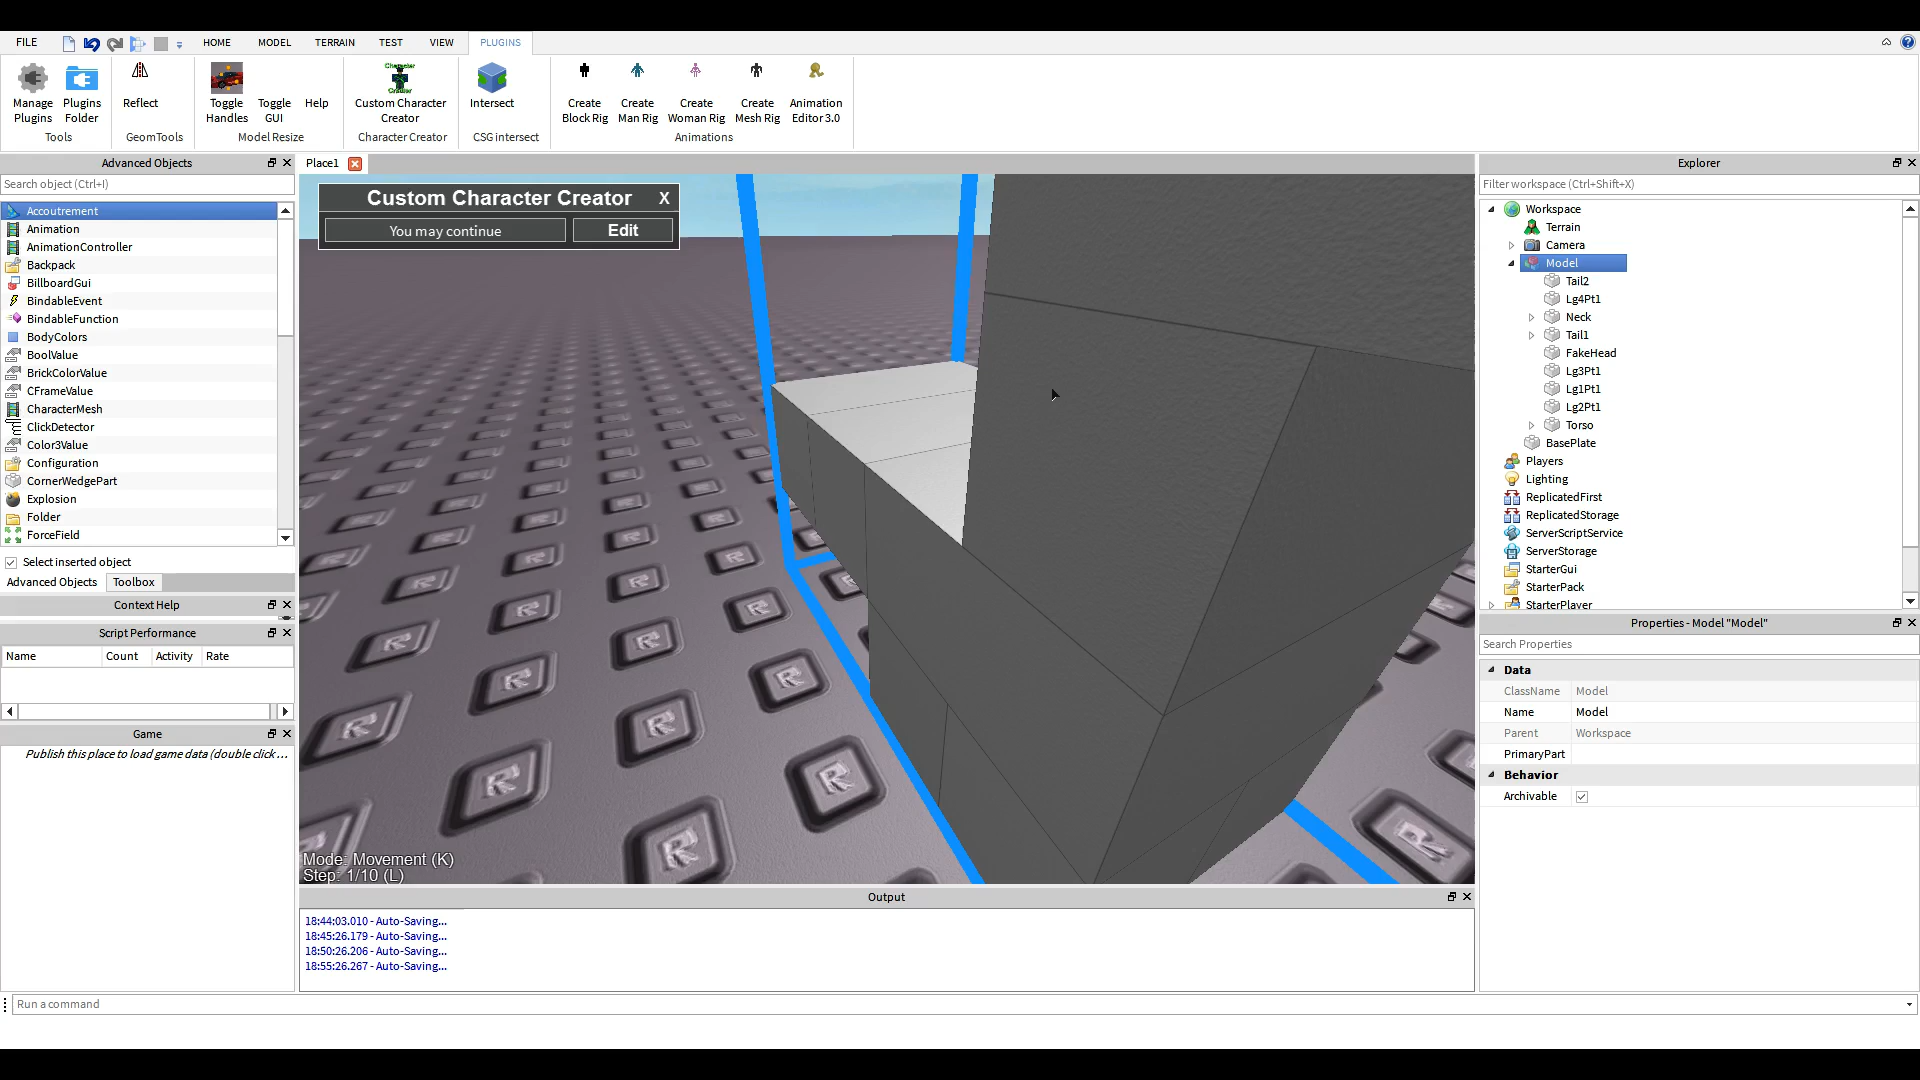 FILE
HOME
MODEL
TERRAIN
TEST
VIEW
PLUGINS
Manage Plugins
Plugins Folder
Tools
Reflect
GeomTools
Toggle Handles
Toggle GUI
Help
Model Resize
Character Creator
Custom Character Creator
Character Creator
Intersect
CSG intersect
Create Block Rig
Create Man Rig
Create Woman Rig
Create Mesh Rig
Animation Editor 3.0
Animations
Advanced Objects
Search object (Ctrl+I)
Accoutrement
Animation
AnimationController
Backpack
BillboardGui
BindableEvent
BindableFunction
BodyColors
BoolValue
BrickColorValue
CFrameValue
CharacterMesh
ClickDetector
Color3Value
Configuration
CornerWedgePart
Explosion
Folder
ForceField
Select inserted object
Advanced Objects
Toolbox
Context Help
Script Performance
Name Count Activity Rate
Game
Publish this place to load game data (double click ...
Place1
Custom Character Creator X
You may continue
Edit
Mode: Movement (K)
Step: 1/10 (L)
Output
18:44:03.010 - Auto-Saving...
18:45:26.179 - Auto-Saving...
18:50:26.206 - Auto-Saving...
18:55:26.267 - Auto-Saving...
Run a command
Explorer
Filter workspace (Ctrl+Shift+X)
Workspace
Terrain
Camera
Model
Tail2
Lg4Pt1
Neck
Tail1
FakeHead
Lg3Pt1
Lg1Pt1
Lg2Pt1
Torso
BasePlate
Players
Lighting
ReplicatedFirst
ReplicatedStorage
ServerScriptService
ServerStorage
StarterGui
StarterPack
StarterPlayer
Properties - Model "Model"
Search Properties
Data
ClassName Model
Name Model
Parent Workspace
PrimaryPart
Behavior
Archivable